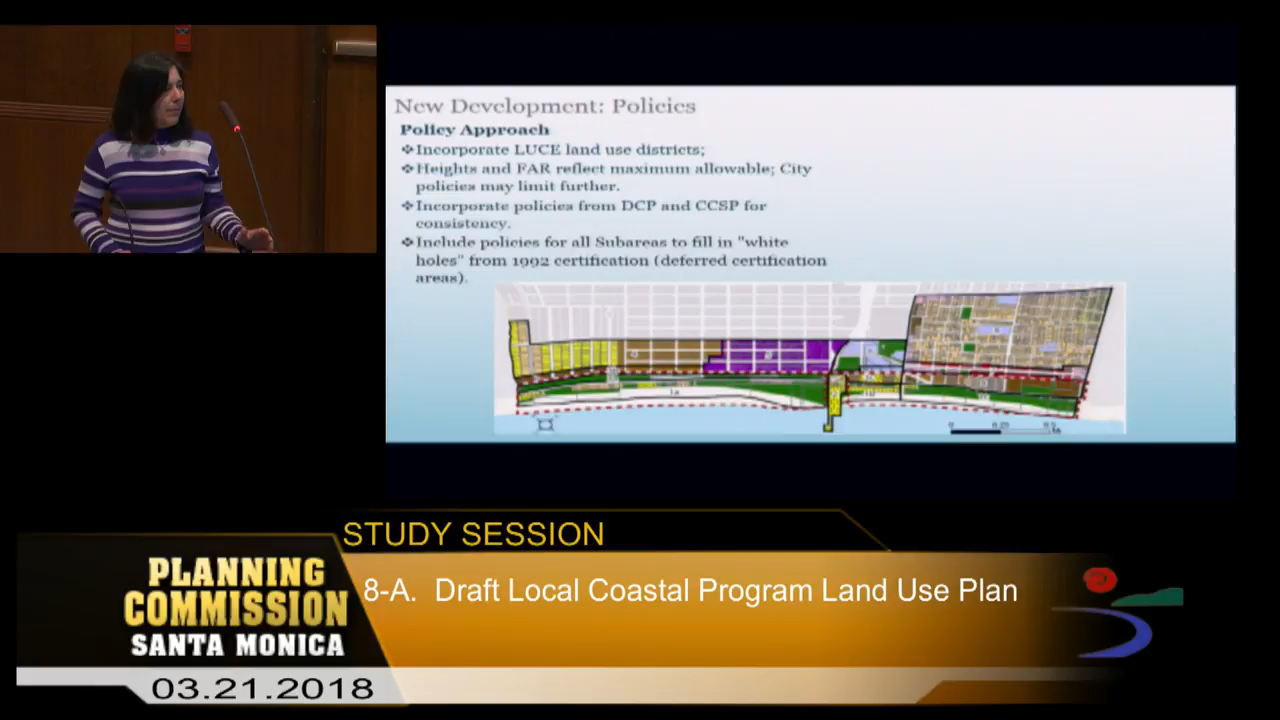 New Development: Policies
Policy Approach
❖Incorporate LUCE land use districts;
❖Heights and FAR reflect maximum allowable; City
policies may limit further.
❖Incorporate policies from DCP and CCSP for
consistency.
❖Include policies for all Subareas to fill in "white
holes" from 1992 certification (deferred certification
areas).
STUDY SESSION
8-A. Draft Local Coastal Program Land Use Plan
PLANNING
COMMISSION
SANTA MONICA
03.21.2018